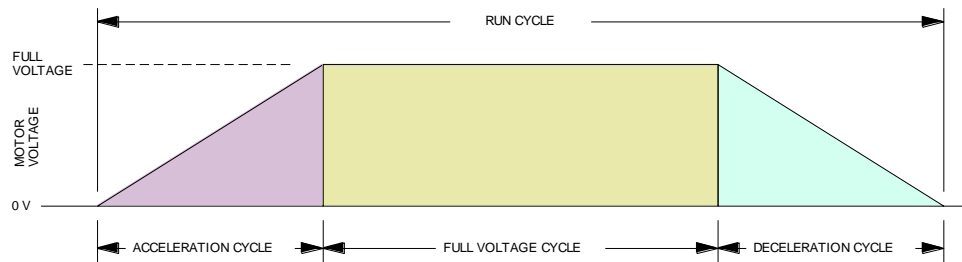 RUN CYCLE
FULL
VOLTAGE
MOTOR
VOLTAGE
0 V
ACCELERATION CYCLE
FULL VOLTAGE CYCLE
DECELERATION CYCLE